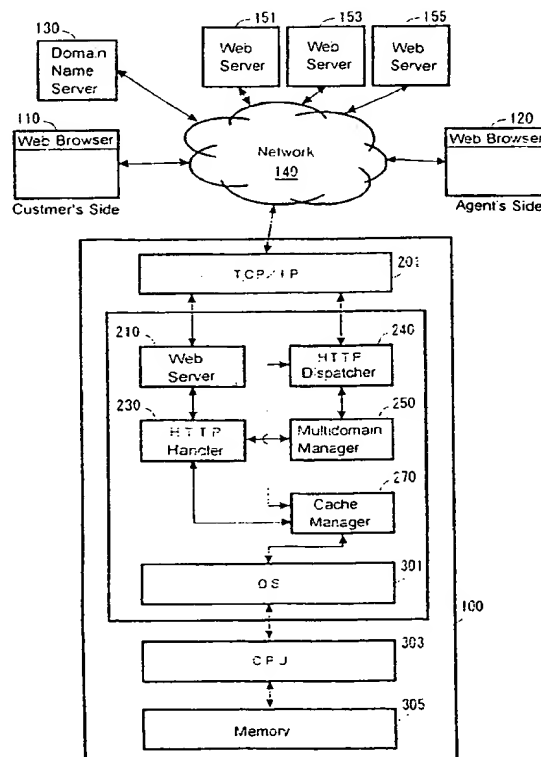 130
Domain
Name
Server
151
Web
Server
153
Web
Server
155
Web
Server
110
Web Browser
Custmer's Side
Network
140
120
Web Browser
Agent's Side
TCP/IP
201
210
Web
Server
240
HTTP
Dispatcher
230
HTTP
Handler
250
Multidomain
Manager
270
Cache
Manager
OS
301
100
CPU
303
Memory
305